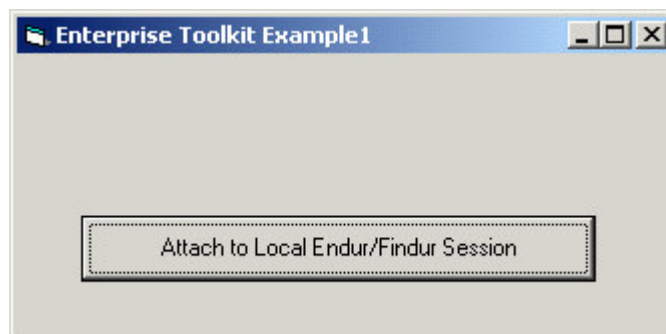 Enterprise Toolkit Example1
Attach to Local Endur/Findur Session